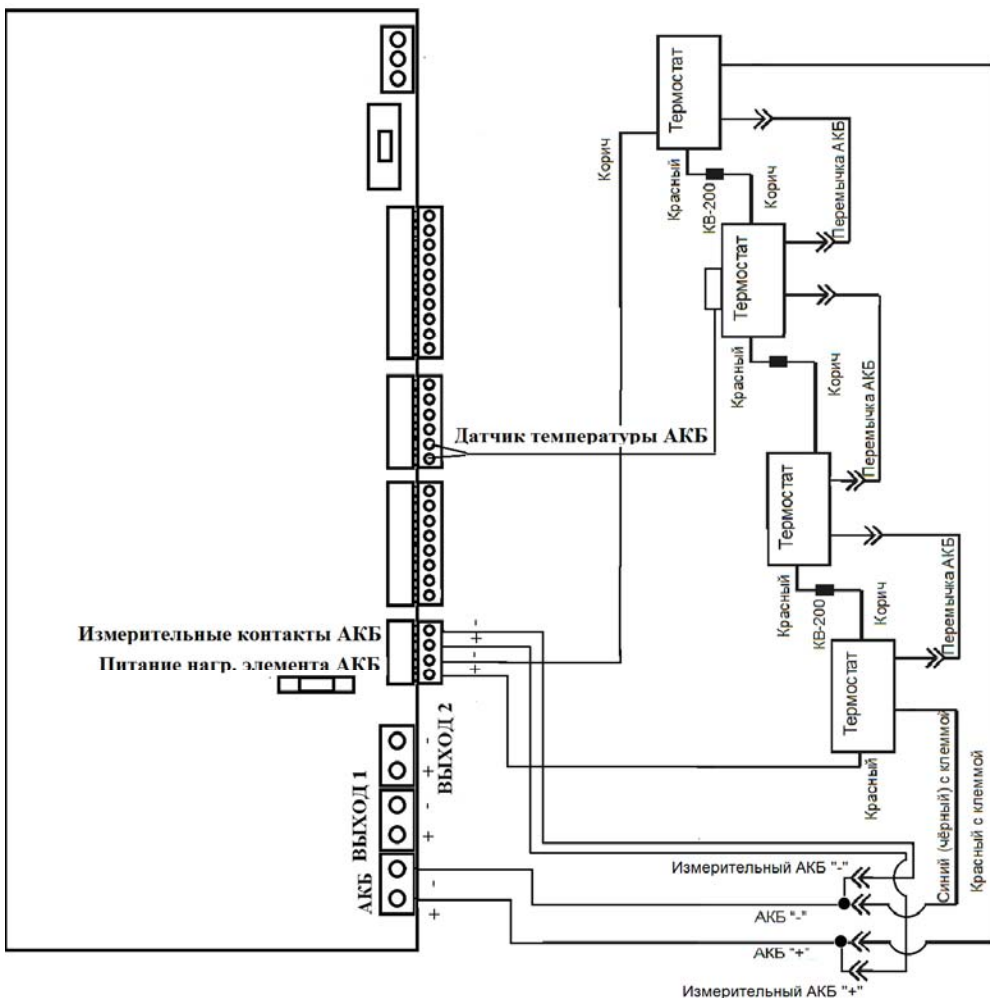 Термостат
Корич
Красный
КВ-200
Корич
Перемычка АКБ
Термостат
Красный
Корич
Перемычка АКБ
Датчик температуры АКБ
Термостат
Красный
КВ-200
Корич
Перемычка АКБ
Измерительные контакты АКБ
-
+
Питание нагр. элемента АКБ
-
+
Термостат
Красный
ВЫХОД 2
-
+
ВЫХОД 1
-
+
АКБ
-
+
Синий (чёрный) с клеммой
Красный с клеммой
Измерительный АКБ "-"
АКБ "-"
АКБ "+"
Измерительный АКБ "+"